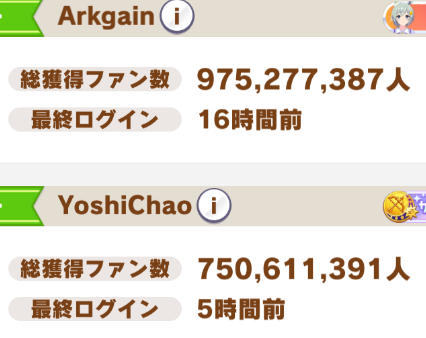 Arkgain i
総獲得ファン数 975,277,387人
最終ログイン 16時間前
YoshiChao i
総獲得ファン数 750,611,391人
最終ログイン 5時間前